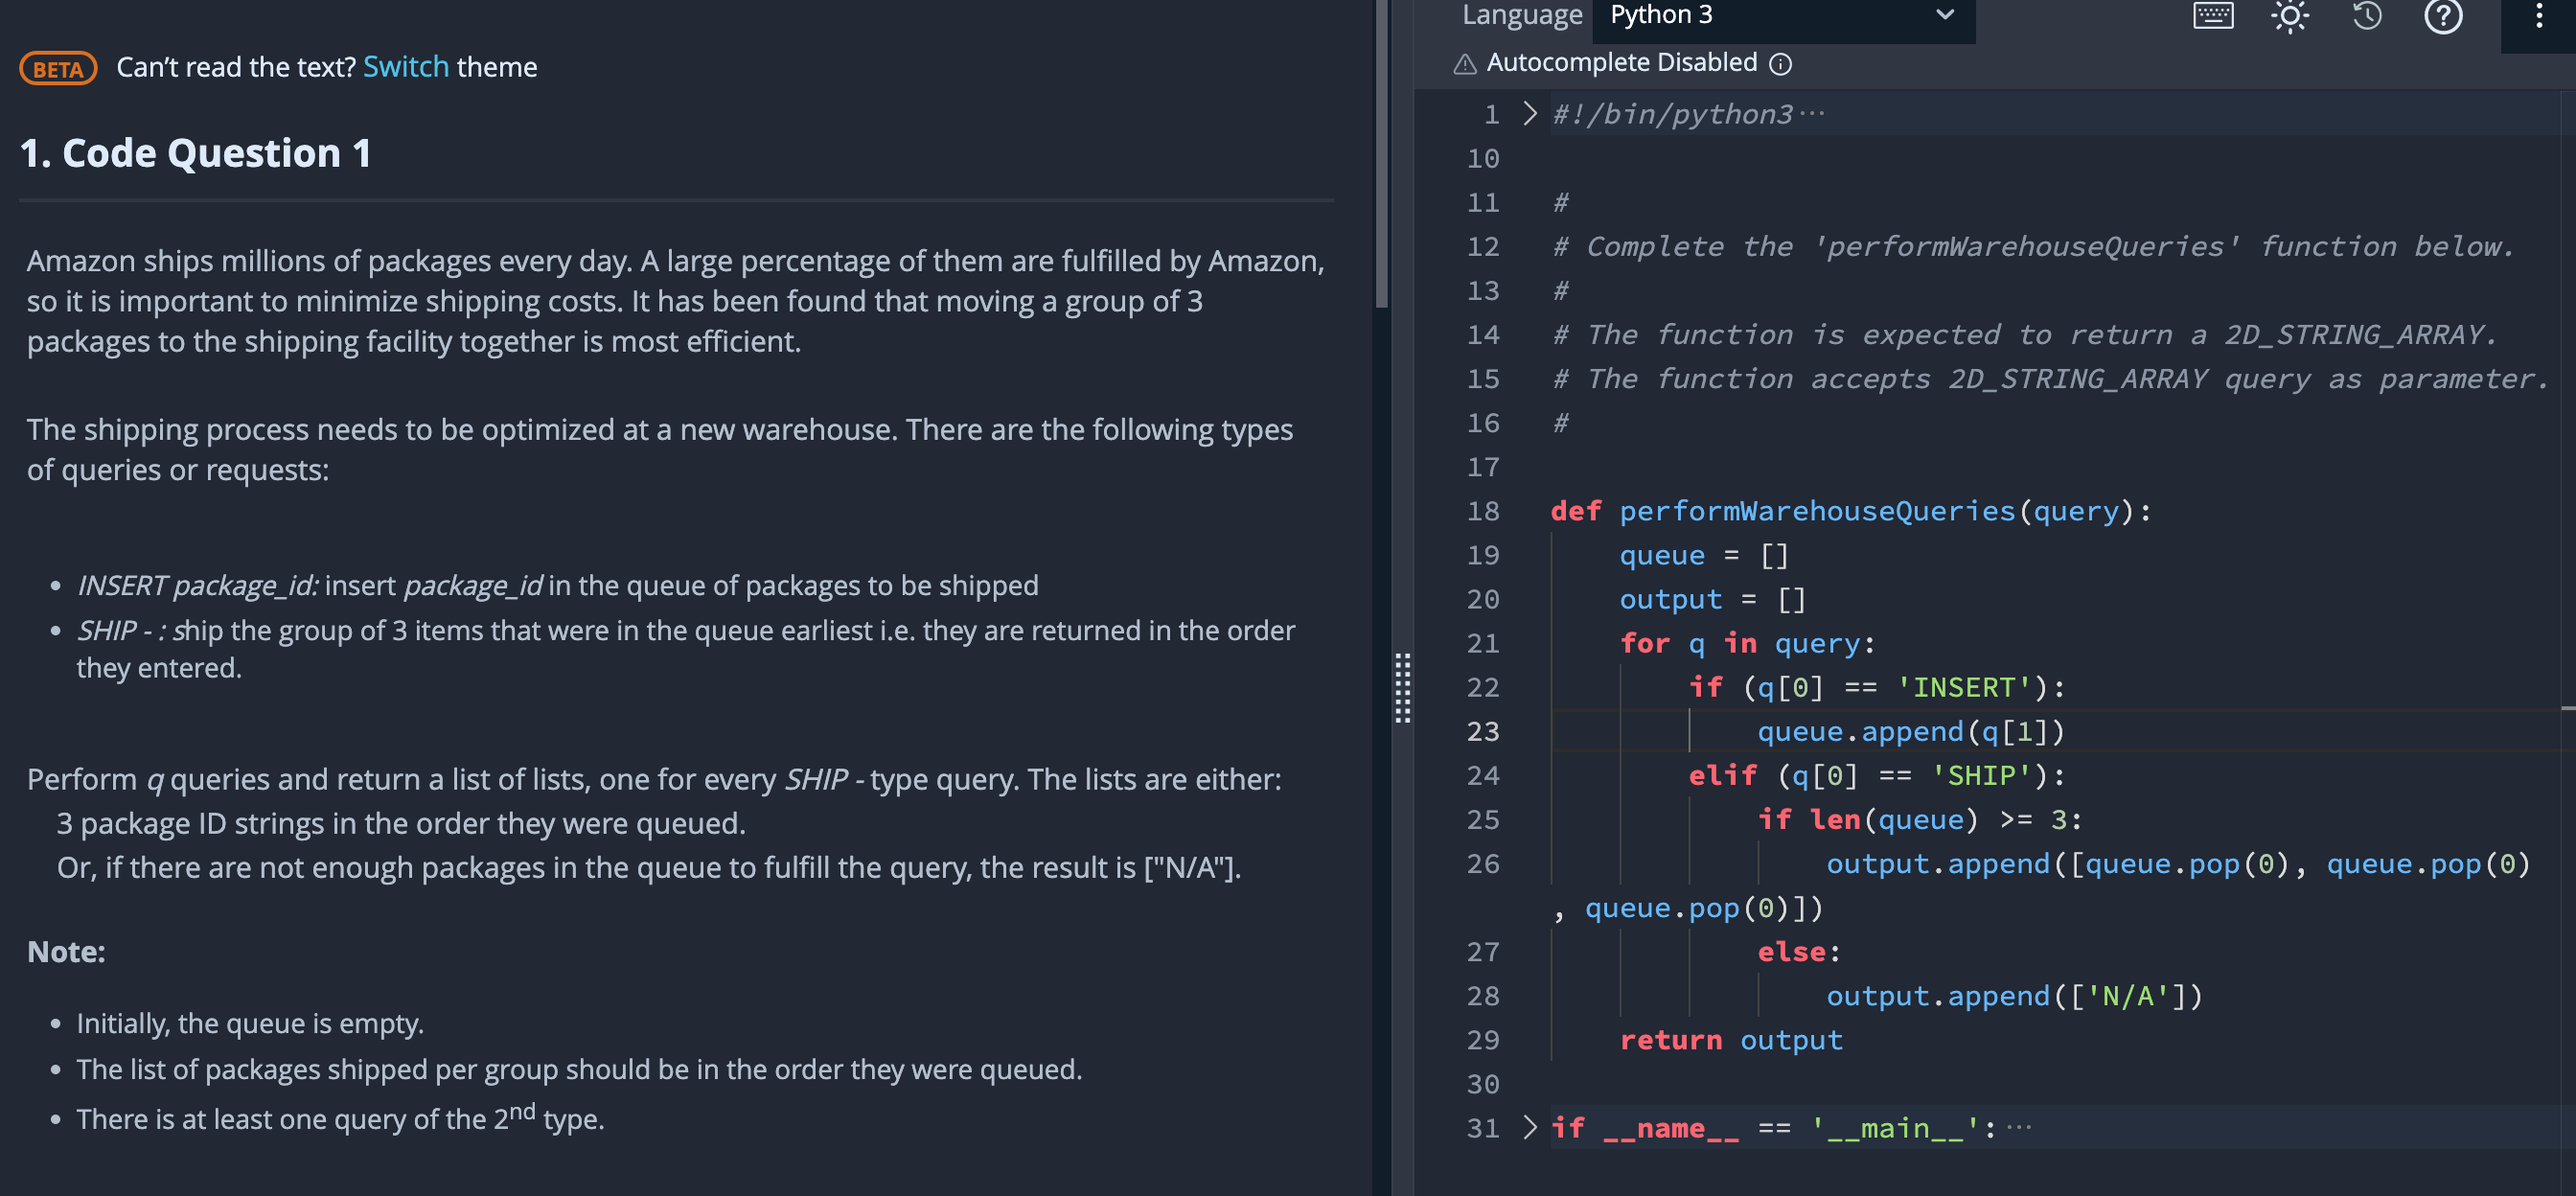 BETA Can't read the text? Switch theme
1. Code Question 1
Amazon ships millions of packages every day. A large percentage of them are fulfilled by Amazon,
so it is important to minimize shipping costs. It has been found that moving a group of 3
packages to the shipping facility together is most efficient.
The shipping process needs to be optimized at a new warehouse. There are the following types
of queries or requests:
• INSERT package_id: insert package_id in the queue of packages to be shipped
• SHIP - : ship the group of 3 items that were in the queue earliest i.e. they are returned in the order
they entered.
Perform q queries and return a list of lists, one for every SHIP - type query. The lists are either:
3 package ID strings in the order they were queued.
Or, if there are not enough packages in the queue to fulfill the query, the result is ["N/A"].
Note:
• Initially, the queue is empty.
• The list of packages shipped per group should be in the order they were queued.
• There is at least one query of the 2nd type.
Language Python 3
Autocomplete Disabled
1 #!/bin/python3 ...
10
11 #
12 # Complete the 'performWarehouseQueries' function below.
13 #
14 # The function is expected to return a 2D_STRING_ARRAY.
15 # The function accepts 2D_STRING_ARRAY query as parameter.
16 #
17
18 def performWarehouseQueries(query):
19     queue = []
20     output = []
21     for q in query:
22         if (q[0] == 'INSERT'):
23             queue.append(q[1])
24         elif (q[0] == 'SHIP'):
25             if len(queue) >= 3:
26                 output.append([queue.pop(0), queue.pop(0)
, queue.pop(0)])
27             else:
28                 output.append(['N/A'])
29     return output
30
31 if __name__ == '__main__': ...